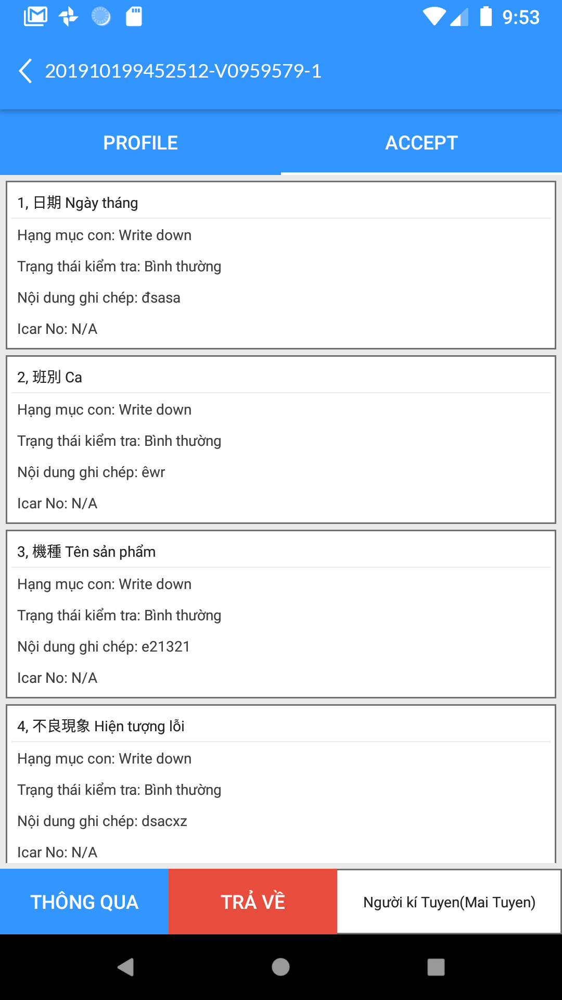 9:53
201910199452512-V0959579-1
PROFILE
ACCEPT
1, 日期 Ngày tháng
Hạng mục con: Write down
Trạng thái kiểm tra: Bình thường
Nội dung ghi chép: đsasa
Icar No: N/A
2, 班別 Ca
Hạng mục con: Write down
Trạng thái kiểm tra: Bình thường
Nội dung ghi chép: êwr
Icar No: N/A
3, 機種 Tên sản phẩm
Hạng mục con: Write down
Trạng thái kiểm tra: Bình thường
Nội dung ghi chép: e21321
Icar No: N/A
4, 不良現象 Hiện tượng lỗi
Hạng mục con: Write down
Trạng thái kiểm tra: Bình thường
Nội dung ghi chép: dsacxz
Icar No: N/A
THÔNG QUA
TRẢ VỀ
Người kí Tuyen(Mai Tuyen)